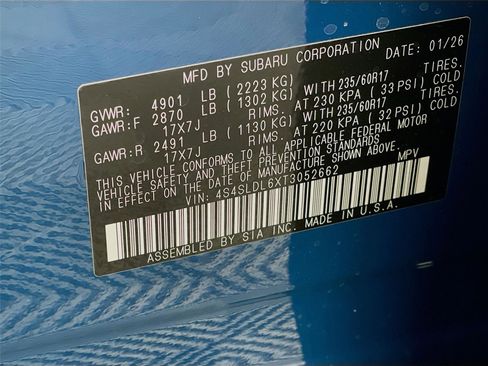 MFD BY SUBARU CORPORATION DATE: 01/26
GVWR: 4901 LB (2223 KG)
GAWR:F 2870 LB (1302 KG) WITH 235/60R17 TIRES.
17X7J RIMS. AT 230 KPA (33 PSI) COLD
GAWR:R 2491 LB (1130 KG) WITH 235/60R17 TIRES.
17X7J RIMS. AT 220 KPA (32 PSI) COLD
THIS VEHICLE CONFORMS TO ALL APPLICABLE FEDERAL MOTOR
VEHICLE SAFETY AND THEFT PREVENTION STANDARDS
IN EFFECT ON THE DATE OF MANUFACTURE SHOWN ABOVE.
VIN: 4S4SLDL6XT3052662 MPV
ASSEMBLED BY SIA INC. MADE IN U.S.A.